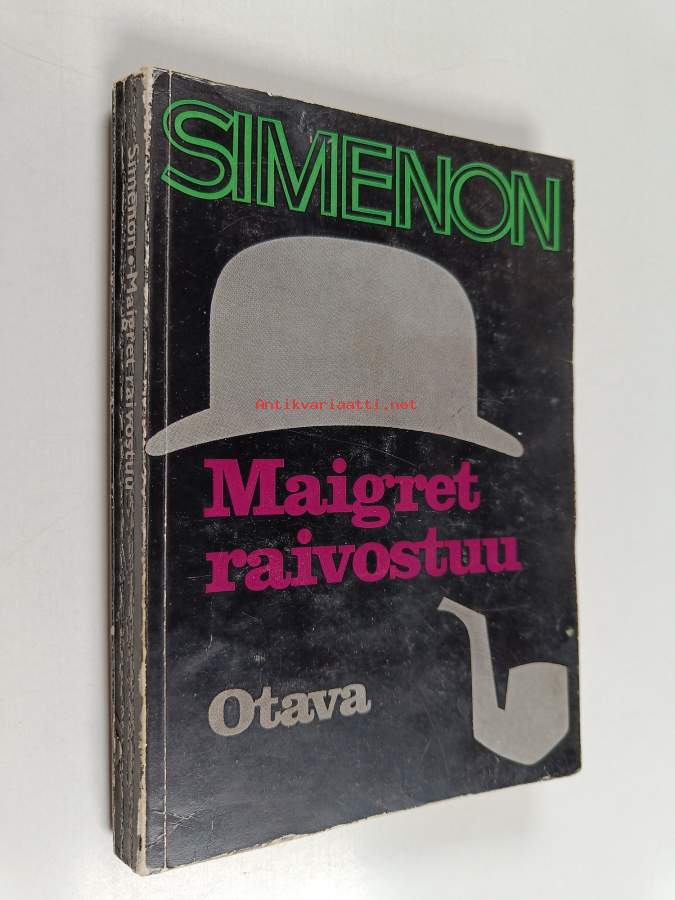 SIMENON
Antikvariaatti.net
Maigret
raivostuu
Otava
Simenon • Maigret raivostuu